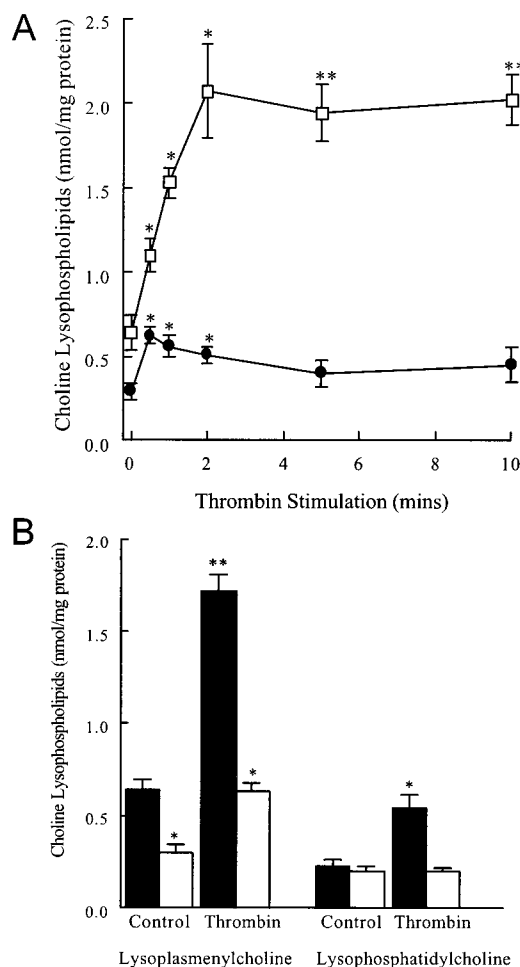 A
Choline Lysophospholipids (nmol/mg protein)
2.5
2.0
1.5
1.0
0.5
0.0
*
*
*
**
**
*
*
*
0 2 4 6 8 10
Thrombin Stimulation (mins)
B
Choline Lysophospholipids (nmol/mg protein)
2.0
1.5
1.0
0.5
0.0
**
*
*
*
Control Thrombin Control Thrombin
Lysoplasmenylcholine Lysophosphatidylcholine